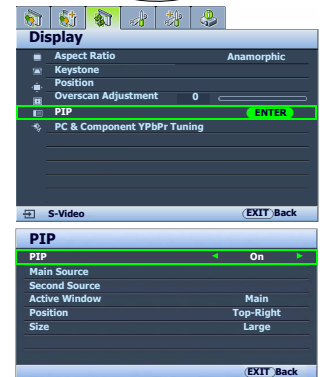 Display
Aspect Ratio Anamorphic
Keystone
Position
Overscan Adjustment 0
PIP ENTER
PC & Component YPbPr Tuning
S-Video EXIT Back
PIP
PIP On
Main Source
Second Source
Active Window Main
Position Top-Right
Size Large
EXIT Back